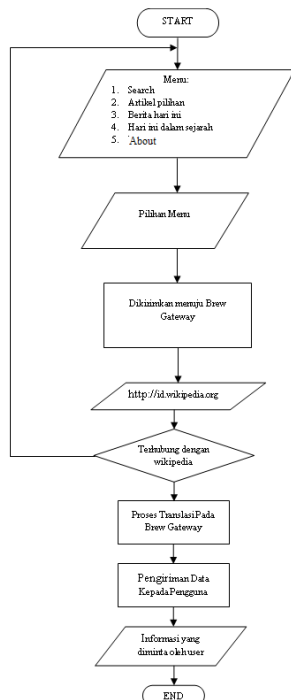 START
Menu:
1. Search
2. Artikel pilihan
3. Berita hari ini
4. Hari ini dalam sejarah
5. About
Pilihan Menu
Dikirimkan menuju Brew
Gateway
http://id.wikipedia.org
Terhubung dengan
wikipedia
Proses Translasi Pada
Brew Gateway
Pengiriman Data
Kepada Pengguna
Informasi yang
diminta oleh user
END